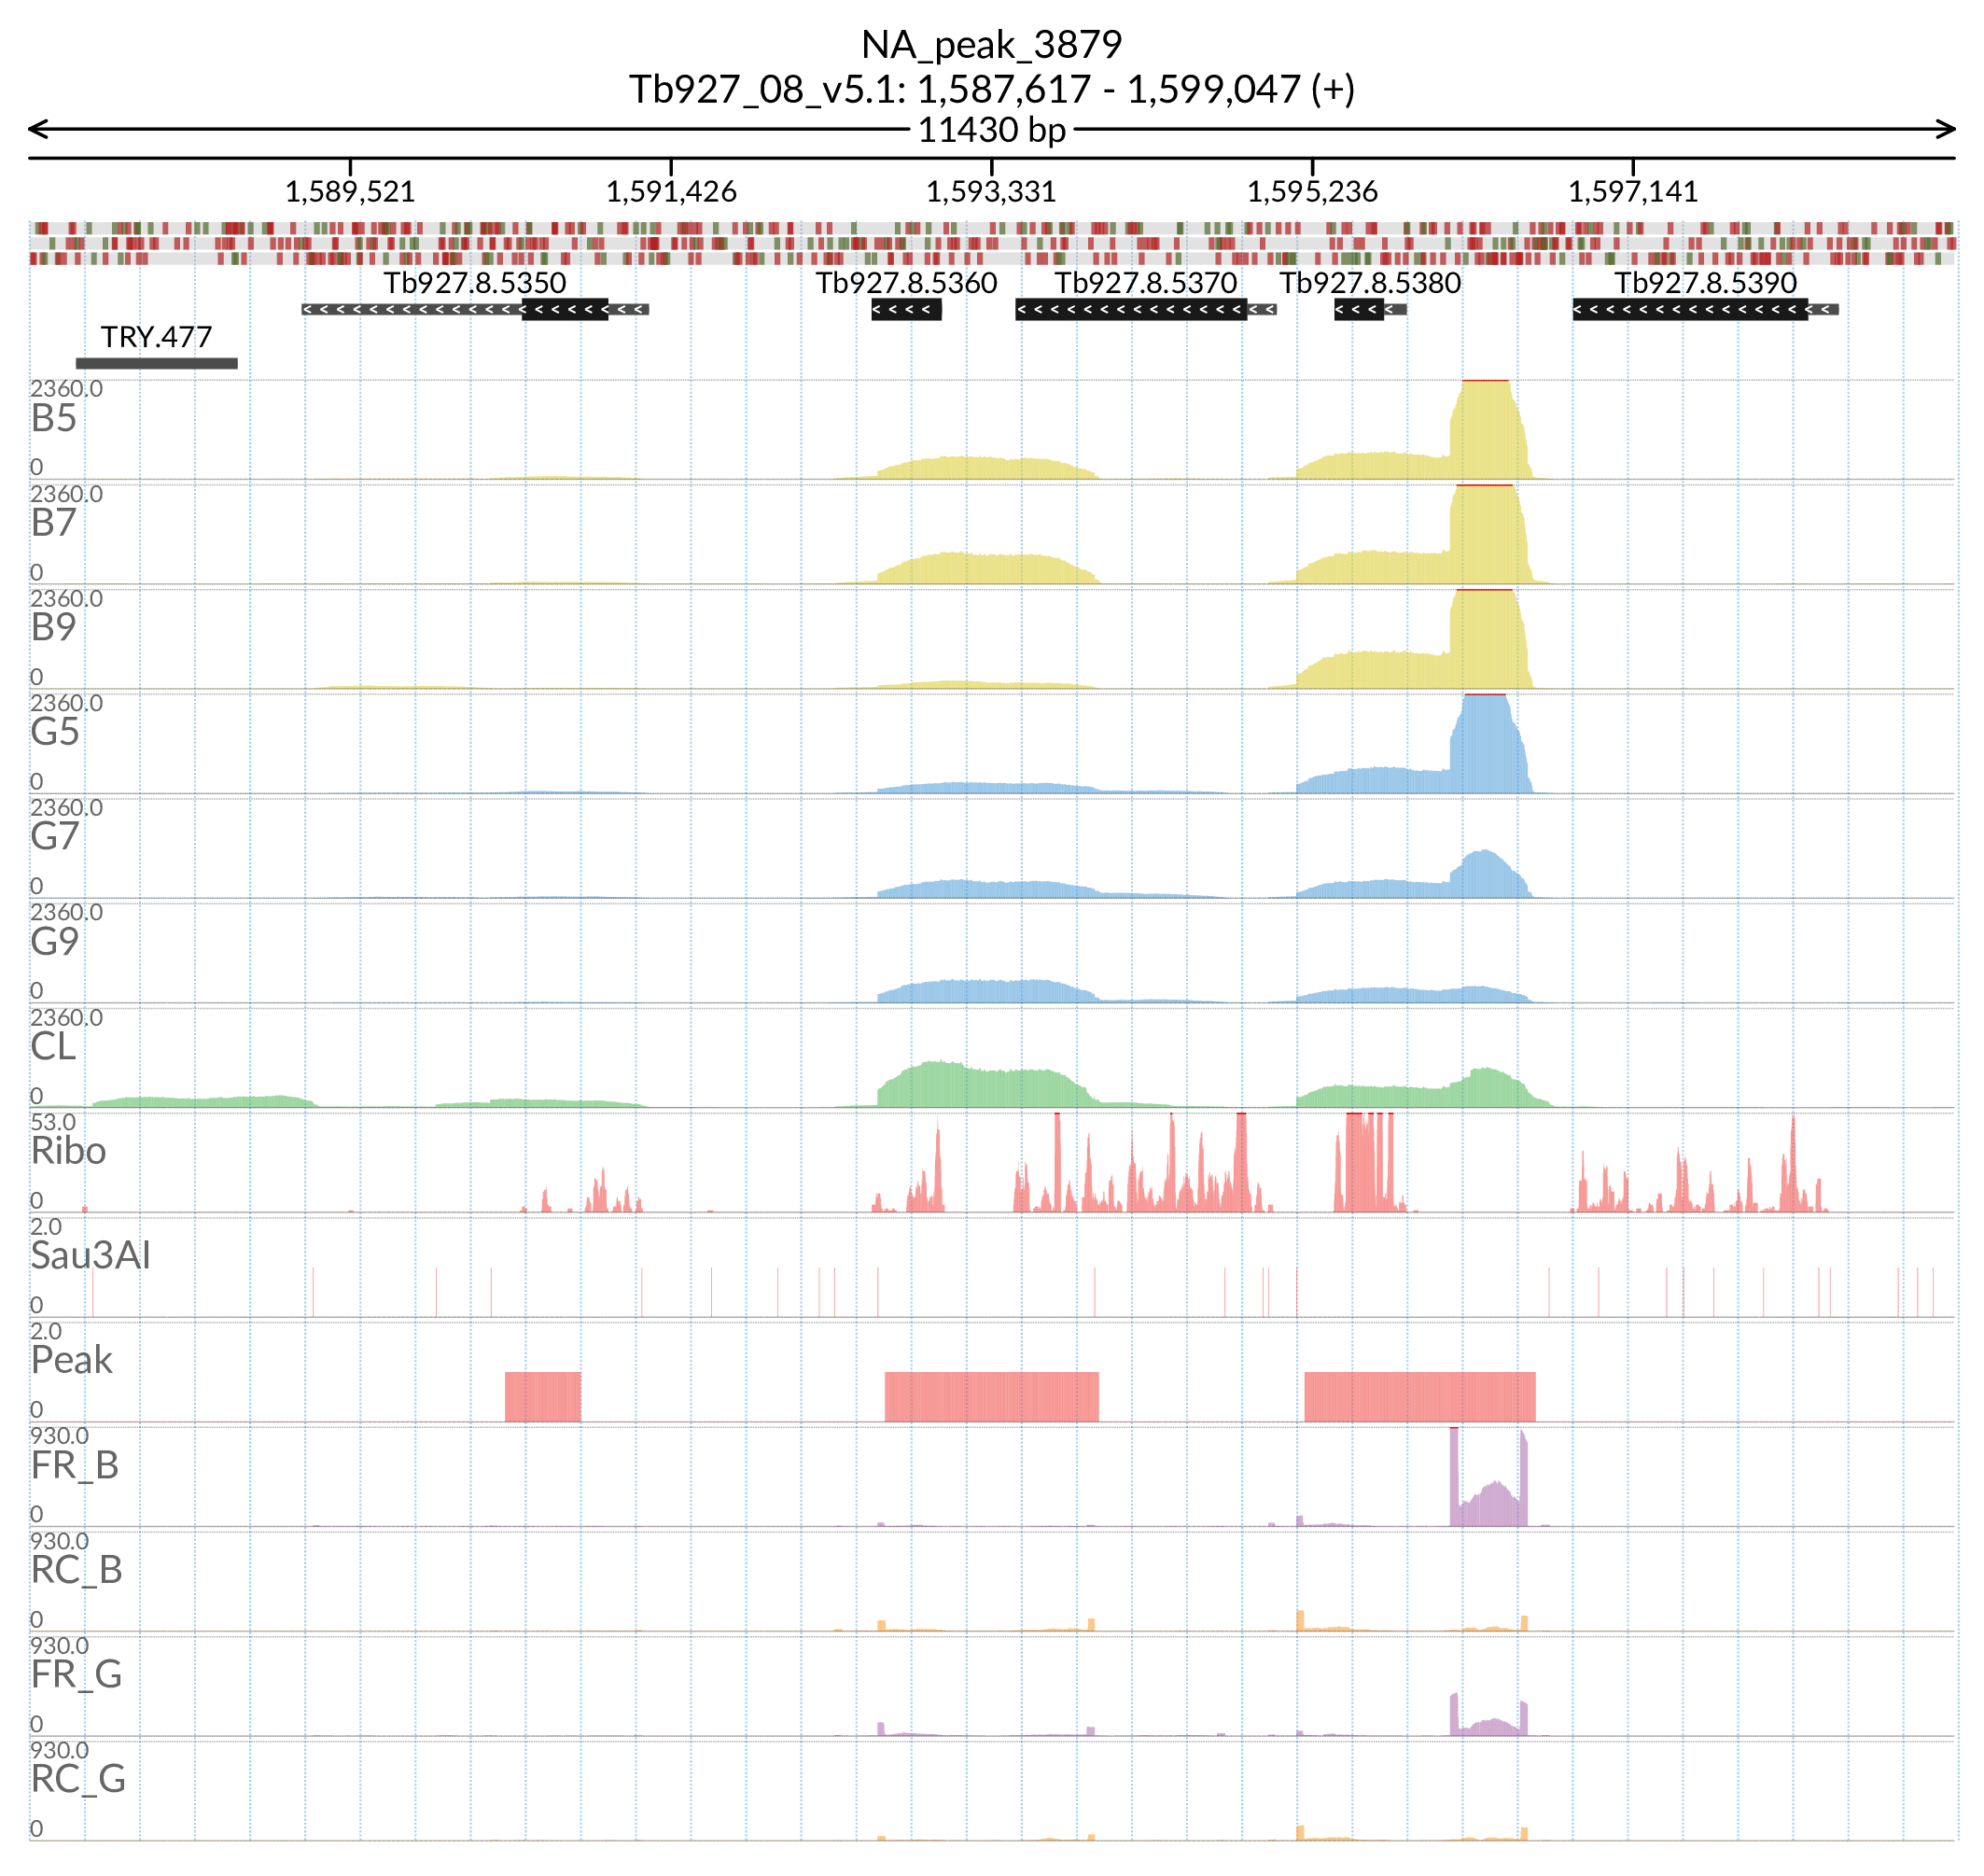 NA_peak_3879
Tb927_08_v5.1: 1,587,617 - 1,599,047 (+)
11430 bp
1,589,521 1,591,426 1,593,331 1,595,236 1,597,141
Tb927.8.5350 Tb927.8.5360 Tb927.8.5370 Tb927.8.5380 Tb927.8.5390
TRY.477
2360.0
B5
0
2360.0
B7
0
2360.0
B9
0
2360.0
G5
0
2360.0
G7
0
2360.0
G9
0
2360.0
CL
0
53.0
Ribo
0
2.0
Sau3AI
0
2.0
Peak
0
930.0
FR_B
0
930.0
RC_B
0
930.0
FR_G
0
930.0
RC_G
0